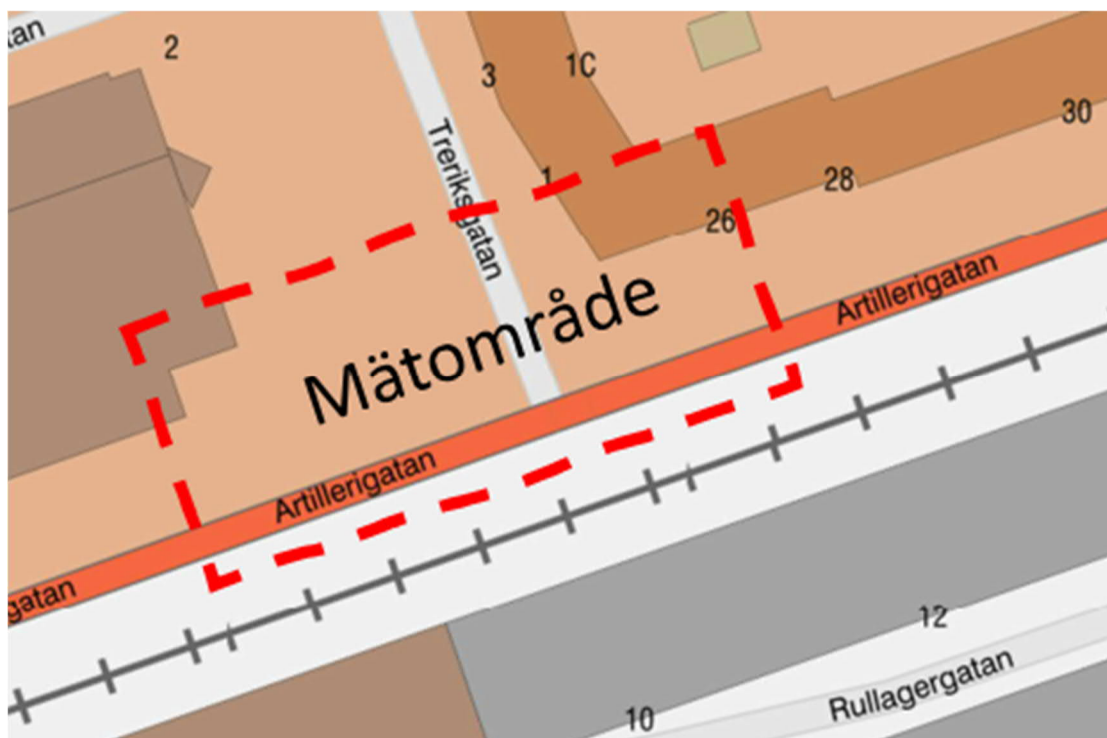 tan
2
3
1C
30
Treriksgatan
1
28
26
Mätområde
Artillerigatan
Artillerigatan
gatan
12
Rullagergatan
10